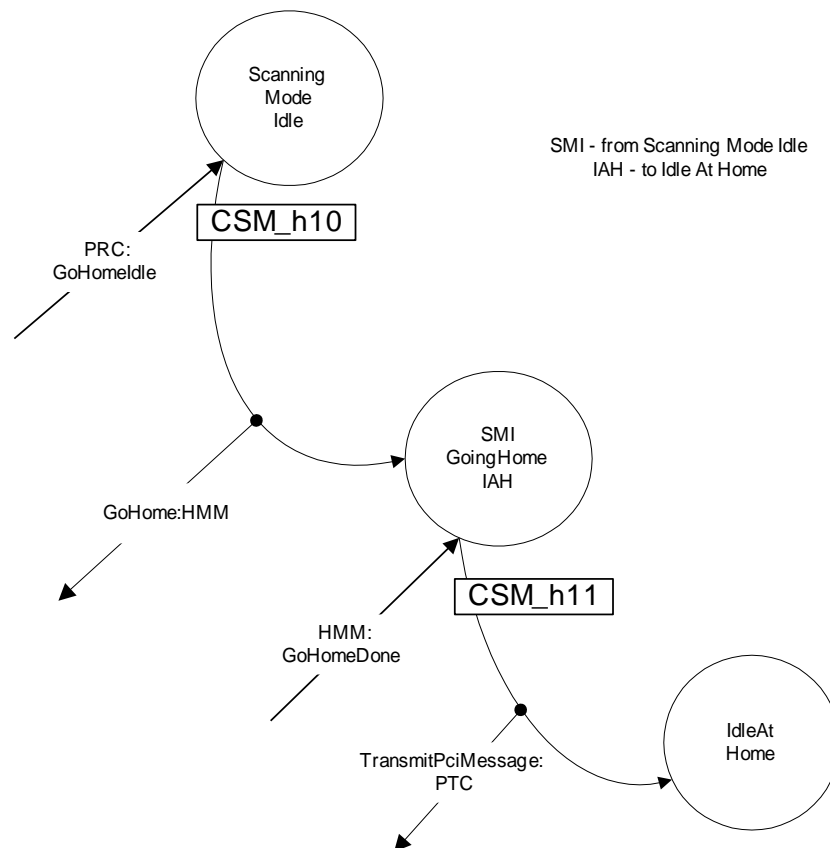 Scanning
Mode
Idle
SMI - from Scanning Mode Idle
IAH - to Idle At Home
CSM_h10
PRC:
GoHomeIdle
SMI
GoingHome
IAH
GoHome:HMM
CSM_h11
HMM:
GoHomeDone
IdleAt
Home
TransmitPciMessage:
PTC